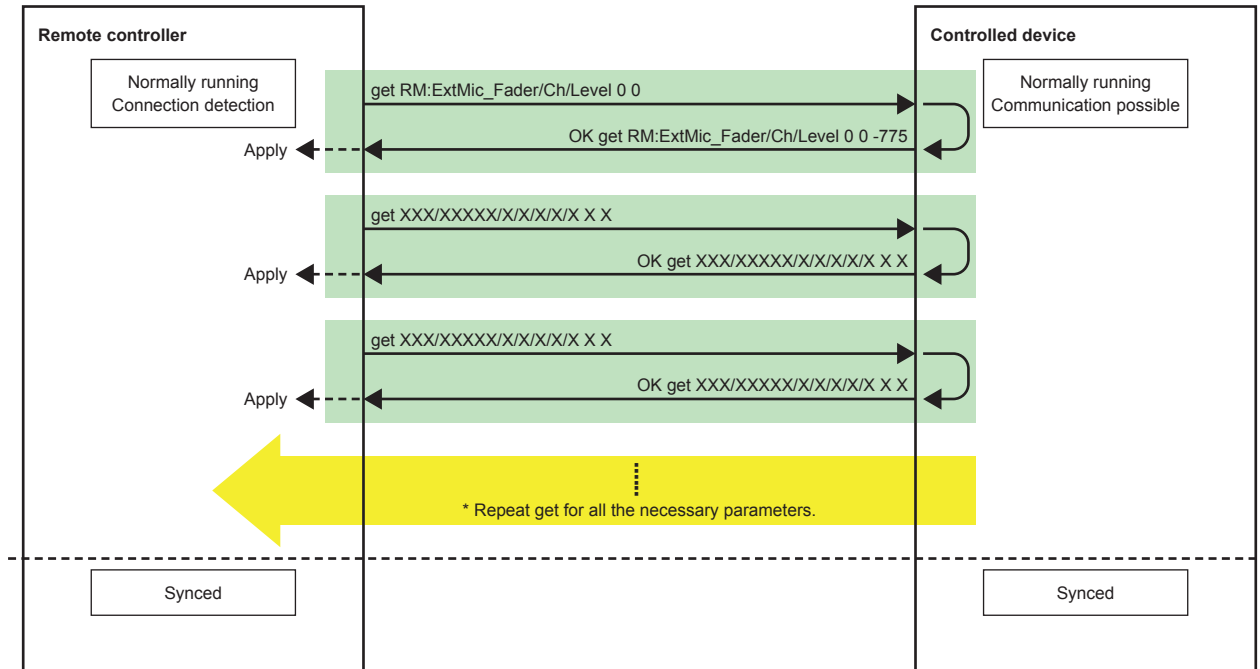 Remote controller
Controlled device
Normally running
Connection detection
Normally running
Communication possible
get RM:ExtMic_Fader/Ch/Level 0 0
OK get RM:ExtMic_Fader/Ch/Level 0 0 -775
Apply
get XXX/XXXXX/X/X/X/X/X X X
OK get XXX/XXXXX/X/X/X/X/X X X
Apply
get XXX/XXXXX/X/X/X/X/X X X
OK get XXX/XXXXX/X/X/X/X/X X X
Apply
* Repeat get for all the necessary parameters.
Synced
Synced